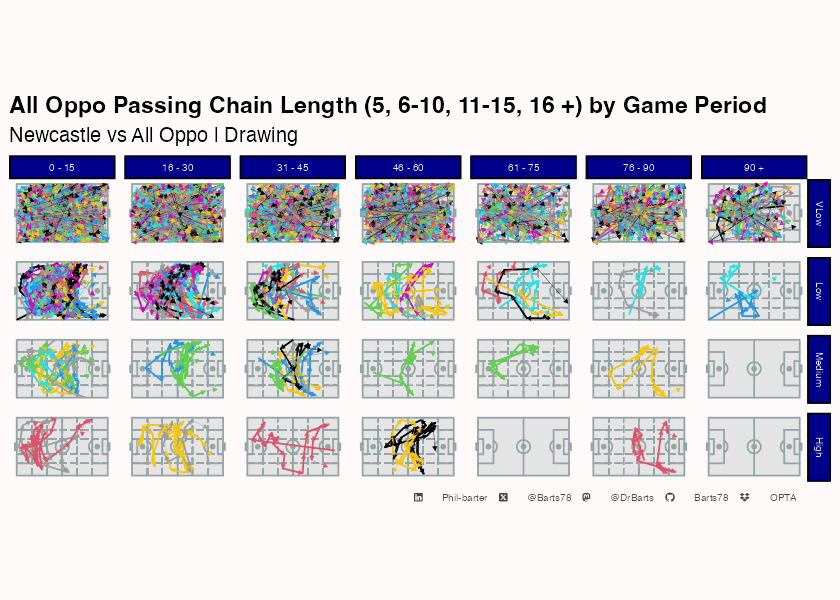 All Oppo Passing Chain Length (5, 6-10, 11-15, 16 +) by Game Period
Newcastle vs All Oppo I Drawing
0 - 15 16 - 30 31 - 45 46 - 60 61 - 75 76 - 90 90 +
V.Low
Low
Medium
High
Phil-barter @Barts78 @DrBarts Barts78 OPTA